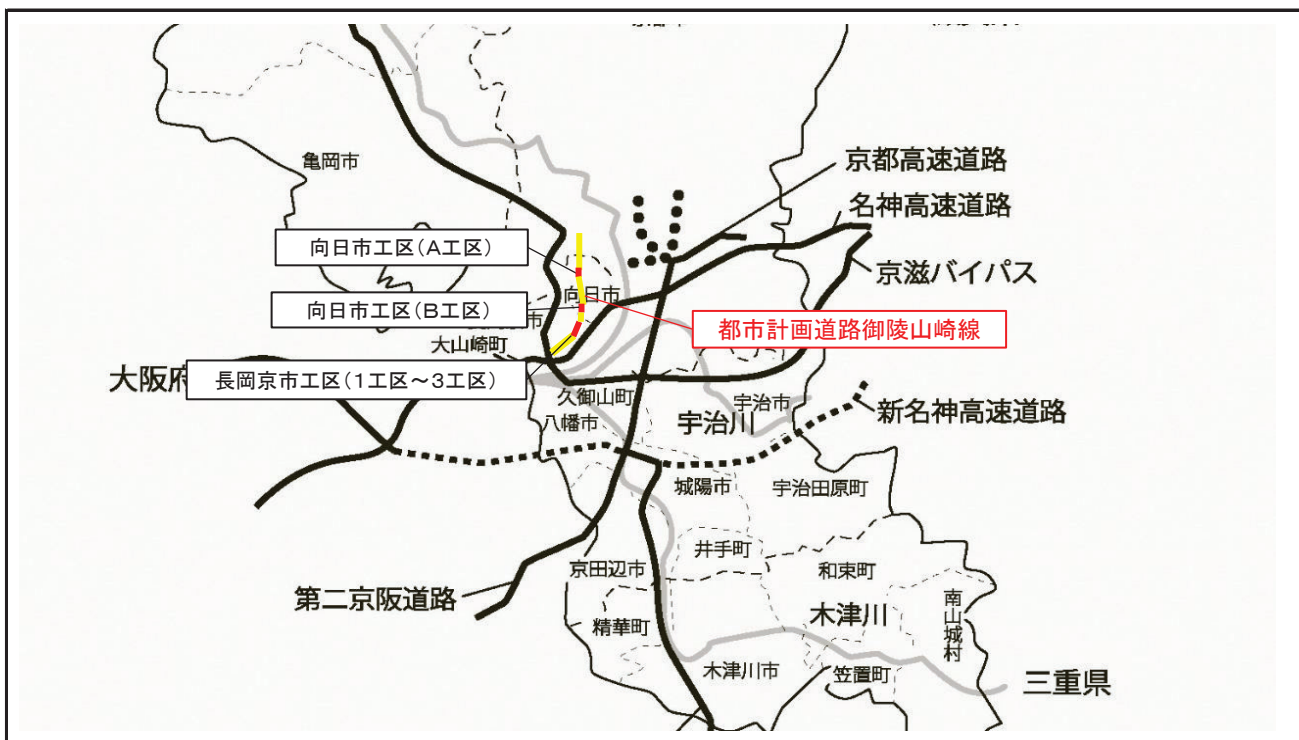 京都高速道路
亀岡市
名神高速道路
向日市工区(A工区)
京滋バイパス
向日市
向日市工区(B工区)
市
都市計画道路御陵山崎線
大山崎町
大阪府
長岡京市工区(1工区～3工区)
久御山町
宇治市
八幡市
宇治川
新名神高速道路
城陽市
宇治田原町
井手町
京田辺市
和束町
第二京阪道路
木津川
南山城村
精華町
木津川市
笠置町
三重県